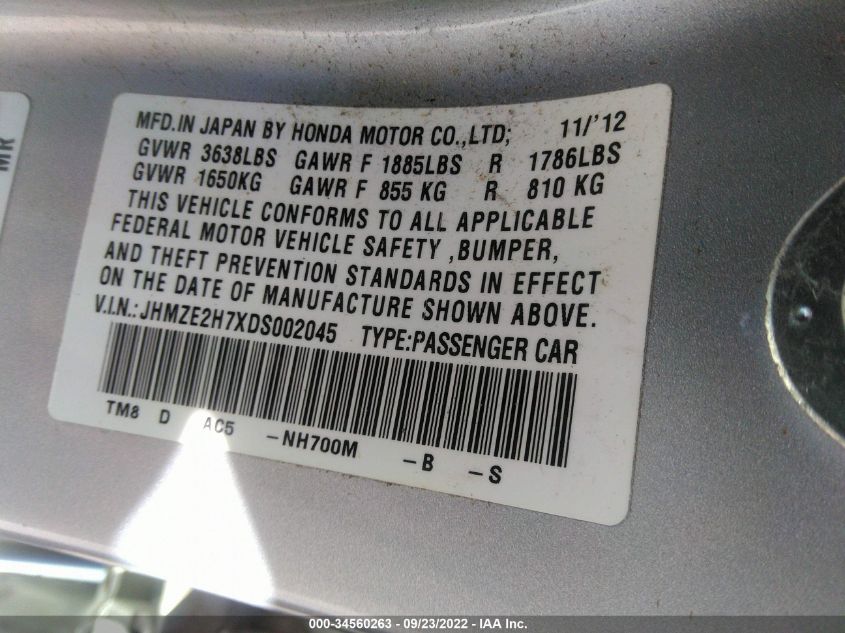 MR
MFD.IN JAPAN BY HONDA MOTOR CO.,LTD; 11/'12
GVWR 3638LBS GAWR F 1885LBS R 1786LBS
GVWR 1650KG GAWR F 855 KG R 810 KG
THIS VEHICLE CONFORMS TO ALL APPLICABLE
FEDERAL MOTOR VEHICLE SAFETY ,BUMPER,
AND THEFT PREVENTION STANDARDS IN EFFECT
ON THE DATE OF MANUFACTURE SHOWN ABOVE.
V.I.N.:JHMZE2H7XDS002045 TYPE:PASSENGER CAR
TM8 D AC5 -NH700M -B -S
000-34560263 - 09/23/2022 - IAA Inc.